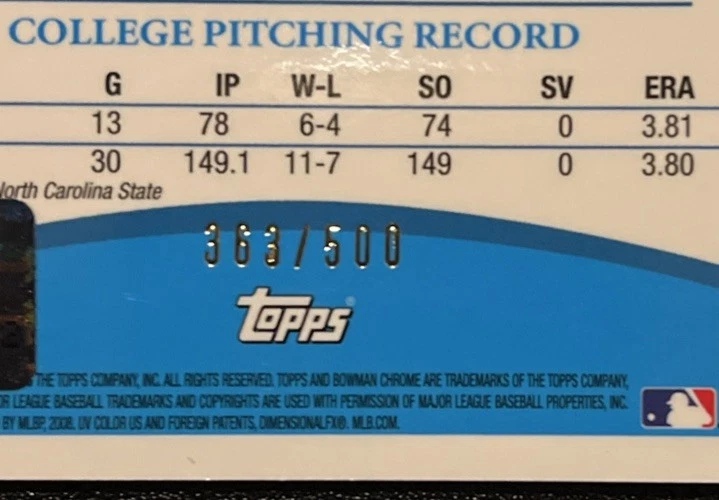 COLLEGE PITCHING RECORD
G IP W-L SO SV ERA
13 78 6-4 74 0 3.81
30 149.1 11-7 149 0 3.80
North Carolina State
363/500
Topps®
THE TOPPS COMPANY, INC. ALL RIGHTS RESERVED. TOPPS AND BOWMAN CHROME ARE TRADEMARKS OF THE TOPPS COMPANY,
LEAGUE BASEBALL TRADEMARKS AND COPYRIGHTS ARE USED WITH PERMISSION OF MAJOR LEAGUE BASEBALL PROPERTIES, INC.
BY MLBP, 2008. UV COLOR US AND FOREIGN PATENTS, DIMENSIONALFX®. MLB.COM.